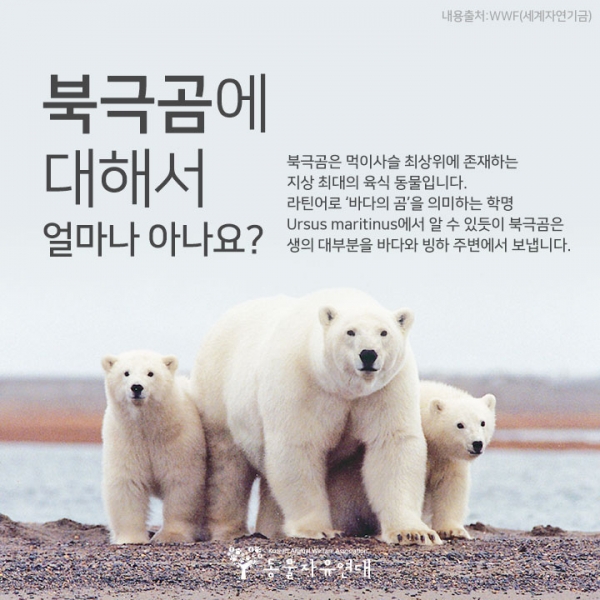 내용출처:WWF(세계자연기금)
북극곰에
대해서
얼마나 아나요?
북극곰은 먹이사슬 최상위에 존재하는
지상 최대의 육식 동물입니다.
라틴어로 '바다의 곰'을 의미하는 학명
Ursus maritinus에서 알 수 있듯이 북극곰은
생의 대부분을 바다와 빙하 주변에서 보냅니다.
Korean Animal Welfare Association
동물자유연대